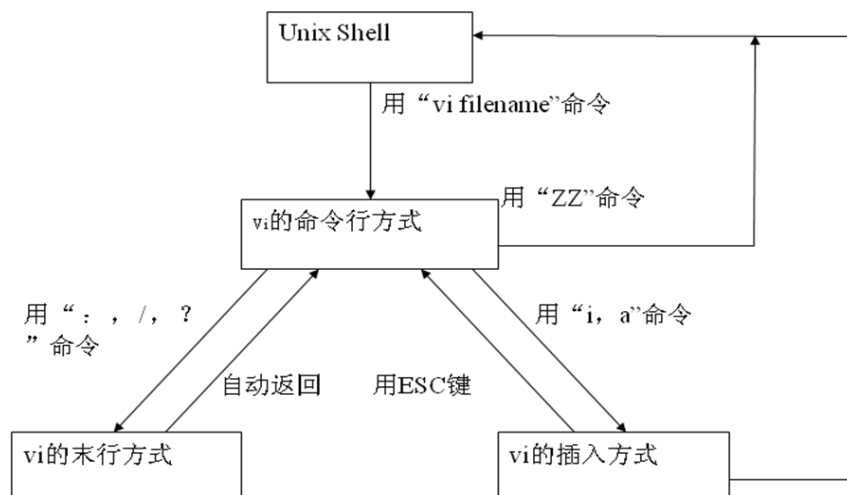 Unix Shell
用“vi filename”命令
用“ZZ”命令
vi的命令行方式
用“：，/，？
”命令
用“i，a”命令
自动返回
用ESC键
vi的末行方式
vi的插入方式